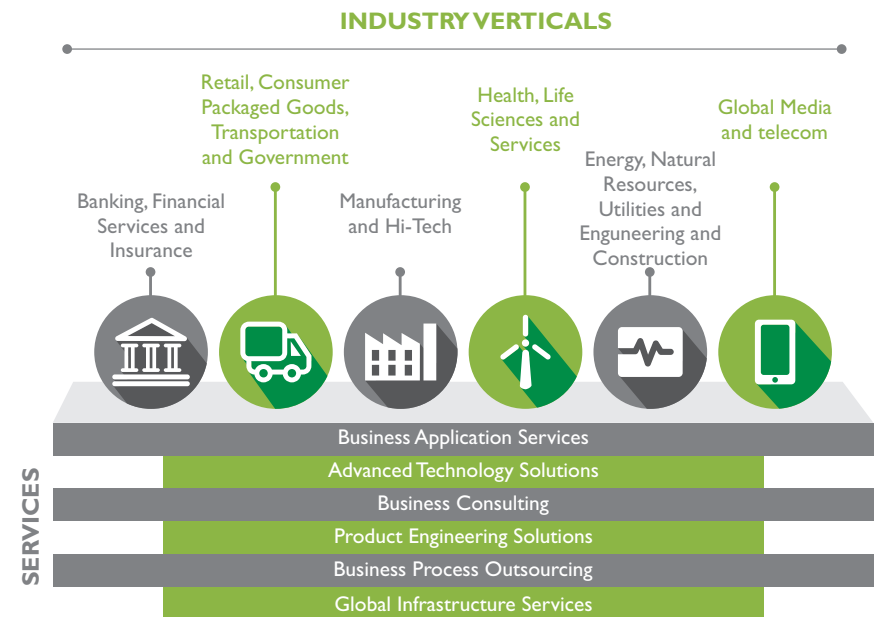 INDUSTRY VERTICALS
Banking, Financial
Services and
Insurance
Retail, Consumer
Packaged Goods,
Transportation
and Government
Manufacturing
and Hi-Tech
Health, Life
Sciences and
Services
Energy, Natural
Resources,
Utilities and
Enguneering and
Construction
Global Media
and telecom
SERVICES
Business Application Services
Advanced Technology Solutions
Business Consulting
Product Engineering Solutions
Business Process Outsourcing
Global Infrastructure Services